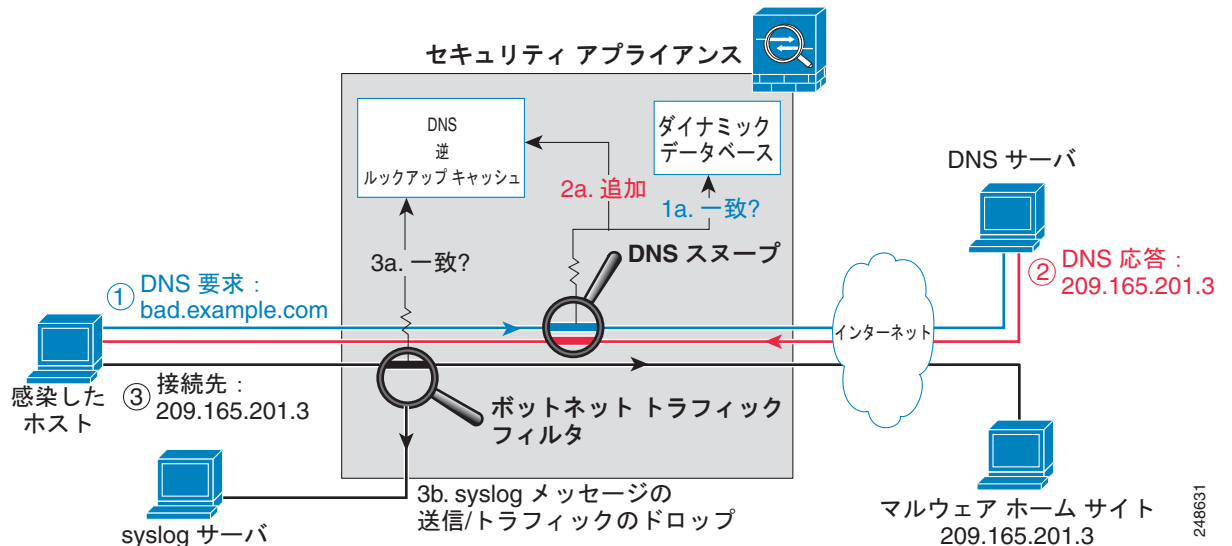 セキュリティ アプライアンス
DNS
逆
ルックアップ キャッシュ
ダイナミック
データベース
DNS サーバ
2a. 追加
1a. 一致?
3a. 一致?
DNS スヌープ
① DNS 要求：
bad.example.com
② DNS 応答：
209.165.201.3
インターネット
感染した
ホスト
③ 接続先：
209.165.201.3
ボットネット トラフィック
フィルタ
3b. syslog メッセージの
送信/トラフィックのドロップ
syslog サーバ
マルウェア ホーム サイト
209.165.201.3
248631